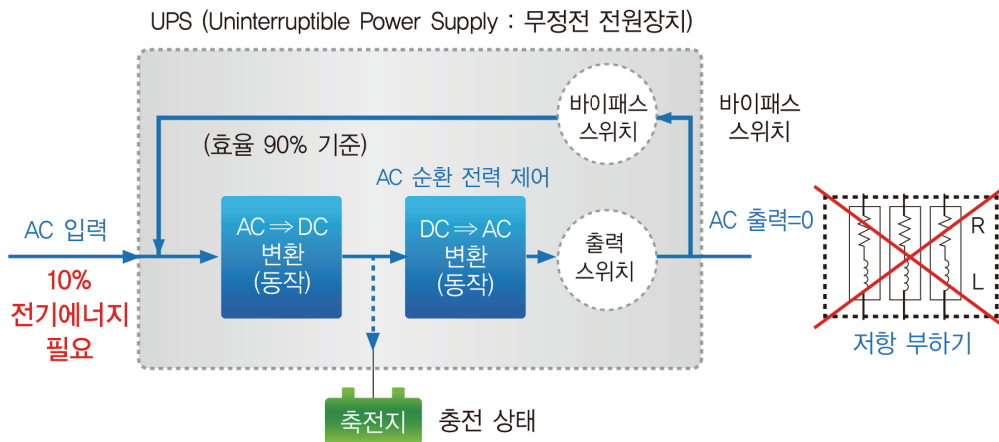 UPS (Uninterruptible Power Supply : 무정전 전원장치)
바이패스
스위치
바이패스
스위치
(효율 90% 기준)
AC 순환 전력 제어
AC 입력
10%
전기에너지
필요
AC ⇒ DC
변환
(동작)
DC ⇒ AC
변환
(동작)
출력
스위치
AC 출력=0
R
L
저항 부하기
축전지
충전 상태